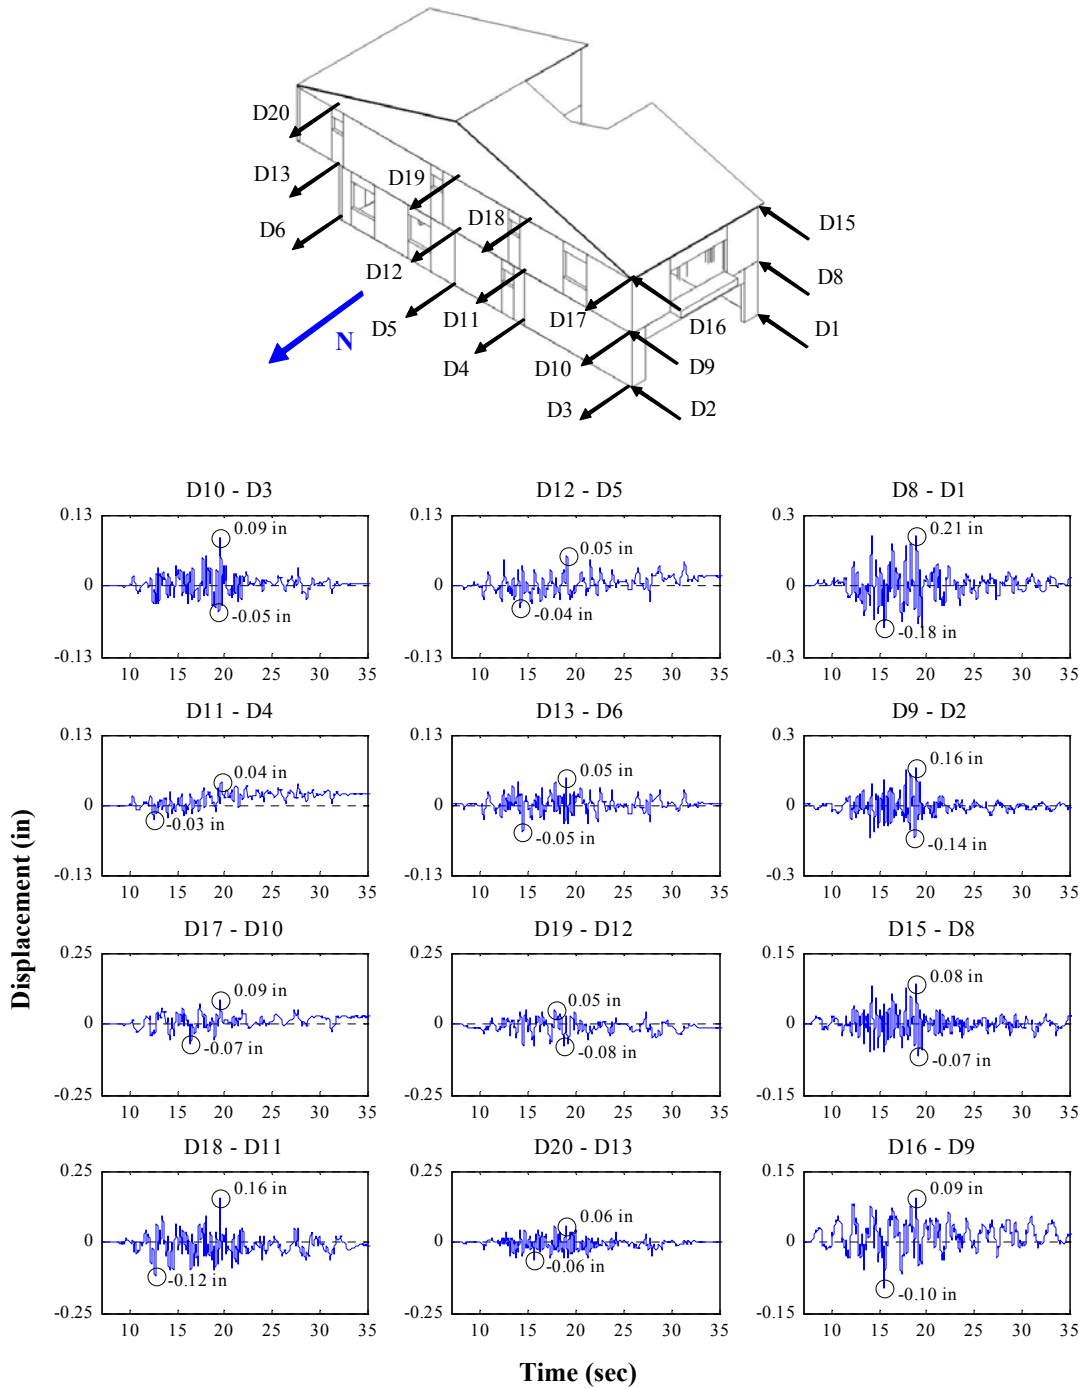 D20
D13
D6
D19
D18
D12
D5
D11
D4
D17
D10
D3
D15
D8
D1
D16
D9
D2
N
D10 - D3
0.13
0
-0.13
0.09 in
-0.05 in
10 15 20 25 30 35
D12 - D5
0.13
0
-0.13
0.05 in
-0.04 in
10 15 20 25 30 35
D8 - D1
0.3
0
-0.3
0.21 in
-0.18 in
10 15 20 25 30 35
D11 - D4
0.13
0
-0.13
0.04 in
-0.03 in
10 15 20 25 30 35
D13 - D6
0.13
0
-0.13
0.05 in
-0.05 in
10 15 20 25 30 35
D9 - D2
0.3
0
-0.3
0.16 in
-0.14 in
10 15 20 25 30 35
D17 - D10
0.25
0
-0.25
0.09 in
-0.07 in
10 15 20 25 30 35
D19 - D12
0.25
0
-0.25
0.05 in
-0.08 in
10 15 20 25 30 35
D15 - D8
0.15
0
-0.15
0.08 in
-0.07 in
10 15 20 25 30 35
D18 - D11
0.25
0
-0.25
0.16 in
-0.12 in
10 15 20 25 30 35
D20 - D13
0.25
0
-0.25
0.06 in
-0.06 in
10 15 20 25 30 35
D16 - D9
0.15
0
-0.15
0.09 in
-0.10 in
10 15 20 25 30 35
Displacement (in)
Time (sec)